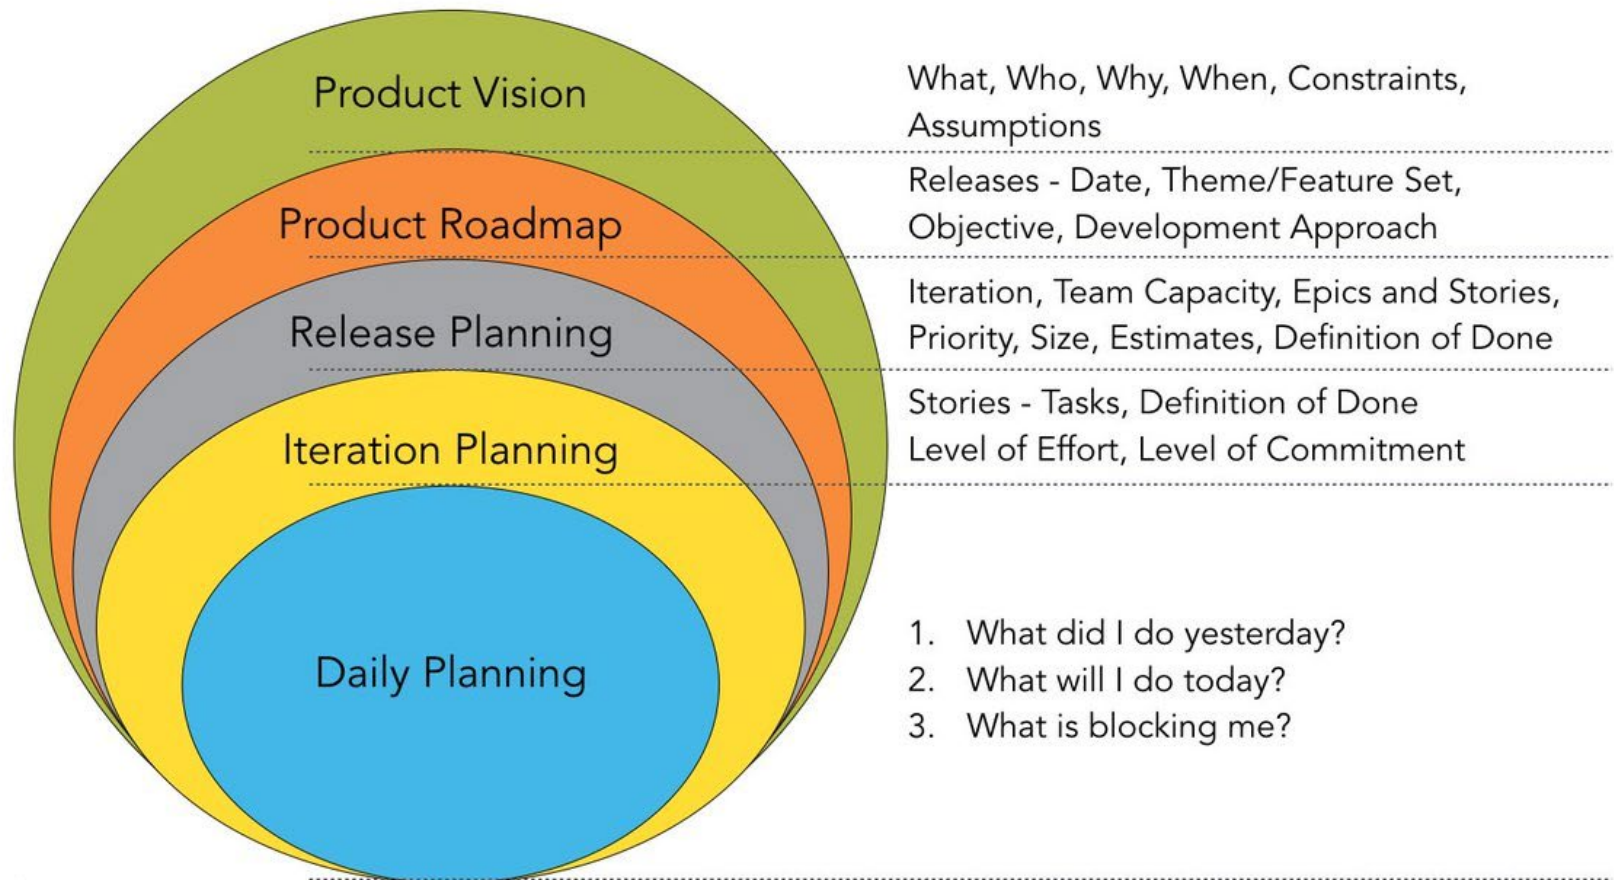 Product Vision
What, Who, Why, When, Constraints,
Assumptions
Product Roadmap
Releases - Date, Theme/Feature Set,
Objective, Development Approach
Release Planning
Iteration, Team Capacity, Epics and Stories,
Priority, Size, Estimates, Definition of Done
Iteration Planning
Stories - Tasks, Definition of Done
Level of Effort, Level of Commitment
Daily Planning
1. What did I do yesterday?
2. What will I do today?
3. What is blocking me?